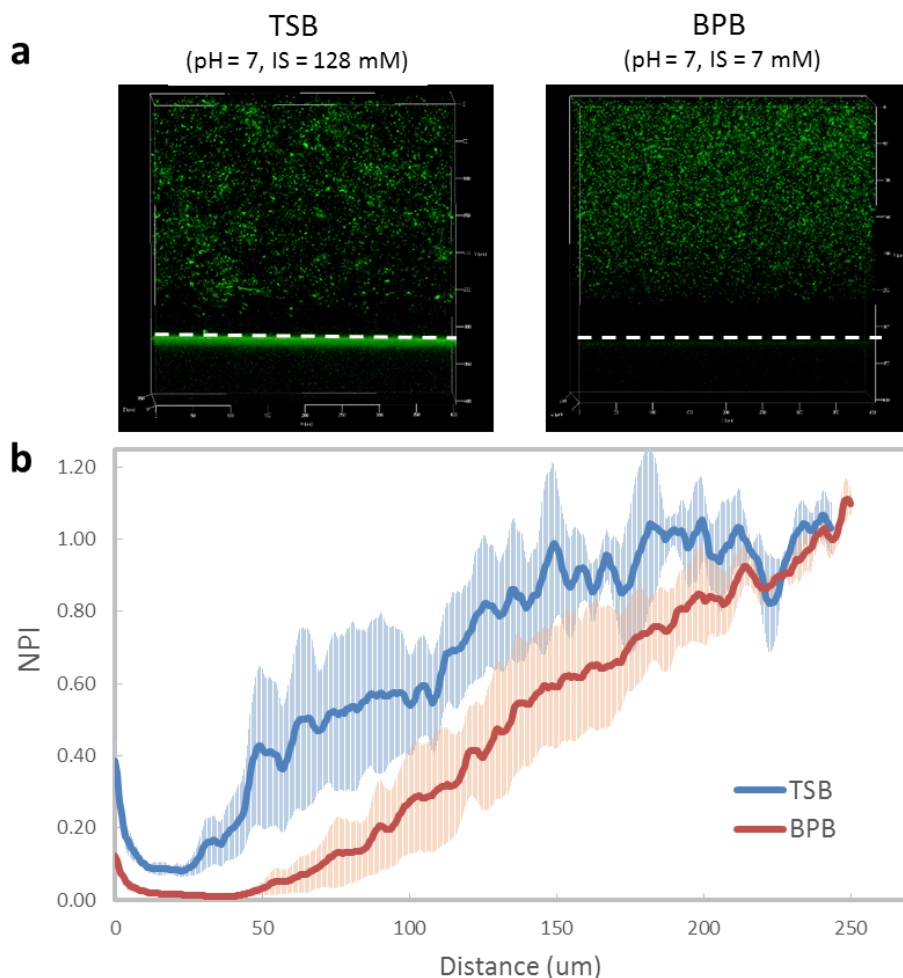 TSB
(pH = 7, IS = 128 mM)
BPB
(pH = 7, IS = 7 mM)
a
b
1.20
1.00
0.80
0.60
0.40
0.20
0.00
NPI
TSB
BPB
0
50
100
150
200
250
Distance (um)